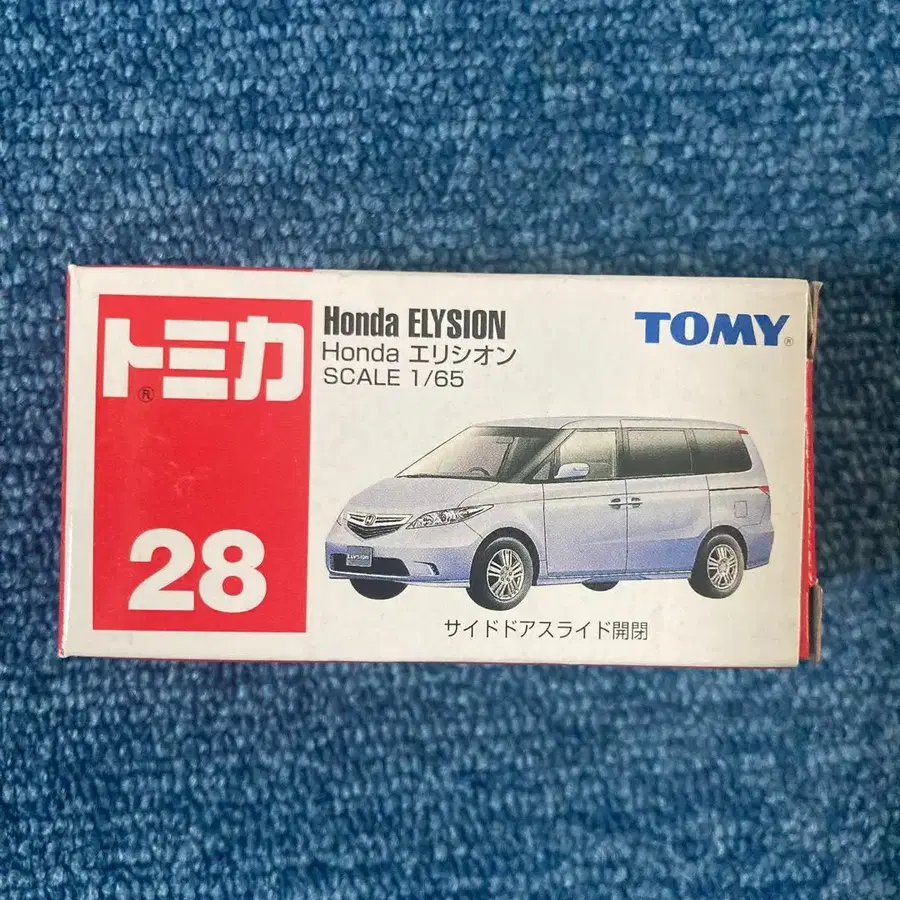 トミカ®
28
Honda ELYSION
Honda エリシオン
SCALE 1/65
TOMY®
ELYSION
サイドドアスライド開閉